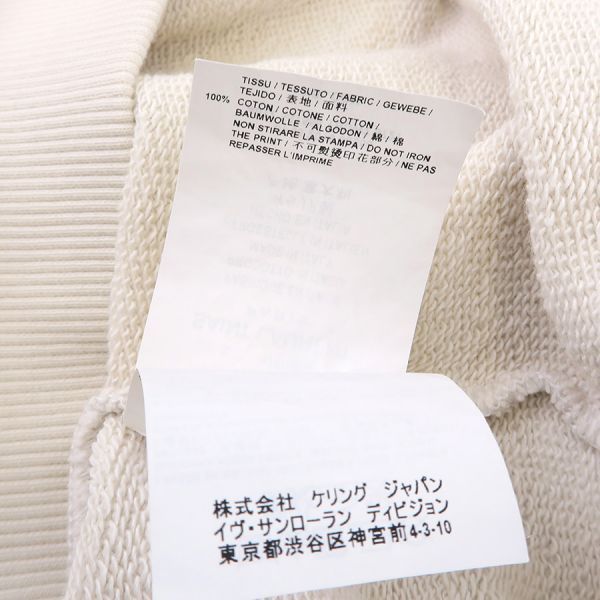 TISSU / TESSUTO / FABRIC / GEWEBE /
TEJIDO / 表地 / 面料
100% COTON / COTONE / COTTON /
BAUMWOLLE / ALGODON / 綿 / 棉
NON STIRARE LA STAMPA / DO NOT IRON
THE PRINT / 不可熨燙印花部分 / NE PAS
REPASSER L'IMPRIME
株式会社 ケリング ジャパン
イヴ・サンローラン ディビジョン
東京都渋谷区神宮前4-3-10